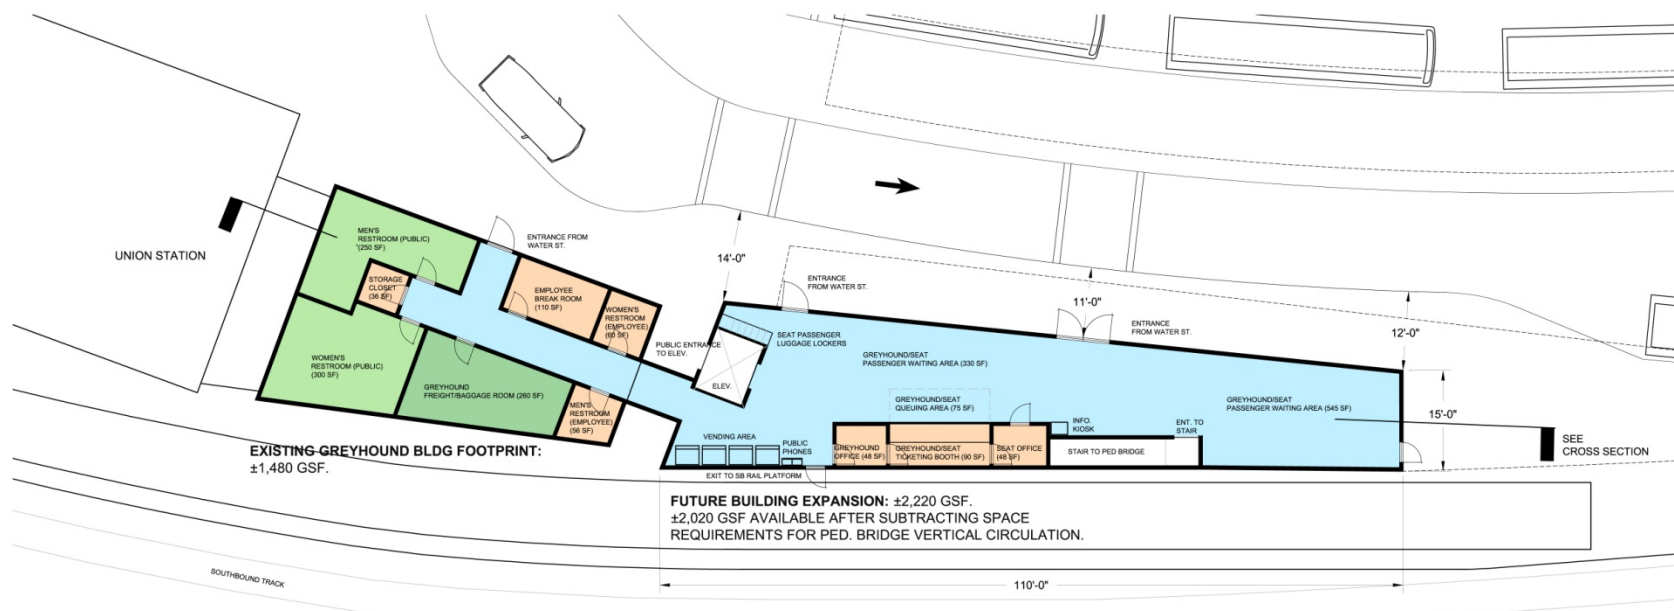 UNION STATION
MEN'S
RESTROOM (PUBLIC)
(250 SF)
STORAGE
CLOSET
(36 SF)
WOMEN'S
RESTROOM (PUBLIC)
(300 SF)
GREYHOUND
FREIGHT/BAGGAGE ROOM (260 SF)
MEN'S
RESTROOM
(EMPLOYEE)
(56 SF)
ENTRANCE FROM
WATER ST.
EMPLOYEE
BREAK ROOM
(110 SF)
WOMEN'S
RESTROOM
(EMPLOYEE)
(60 SF)
PUBLIC ENTRANCE
TO ELEV.
ELEV.
SEAT PASSENGER
LUGGAGE LOCKERS
14'-0"
ENTRANCE
FROM WATER ST.
11'-0"
ENTRANCE
FROM WATER ST.
12'-0"
15'-0"
GREYHOUND/SEAT
PASSENGER WAITING AREA (330 SF)
GREYHOUND/SEAT
QUEUING AREA (75 SF)
GREYHOUND/SEAT
PASSENGER WAITING AREA (545 SF)
VENDING AREA
PUBLIC
PHONES
GREYHOUND
OFFICE (48 SF)
GREYHOUND/SEAT
TICKETING BOOTH (90 SF)
SEAT OFFICE
(48 SF)
INFO.
KIOSK
ENT. TO
STAIR
STAIR TO PED BRIDGE
SEE
CROSS SECTION
EXIT TO SB RAIL PLATFORM
EXISTING GREYHOUND BLDG FOOTPRINT:
±1,480 GSF.
FUTURE BUILDING EXPANSION: ±2,220 GSF.
±2,020 GSF AVAILABLE AFTER SUBTRACTING SPACE
REQUIREMENTS FOR PED. BRIDGE VERTICAL CIRCULATION.
SOUTHBOUND TRACK
110'-0"